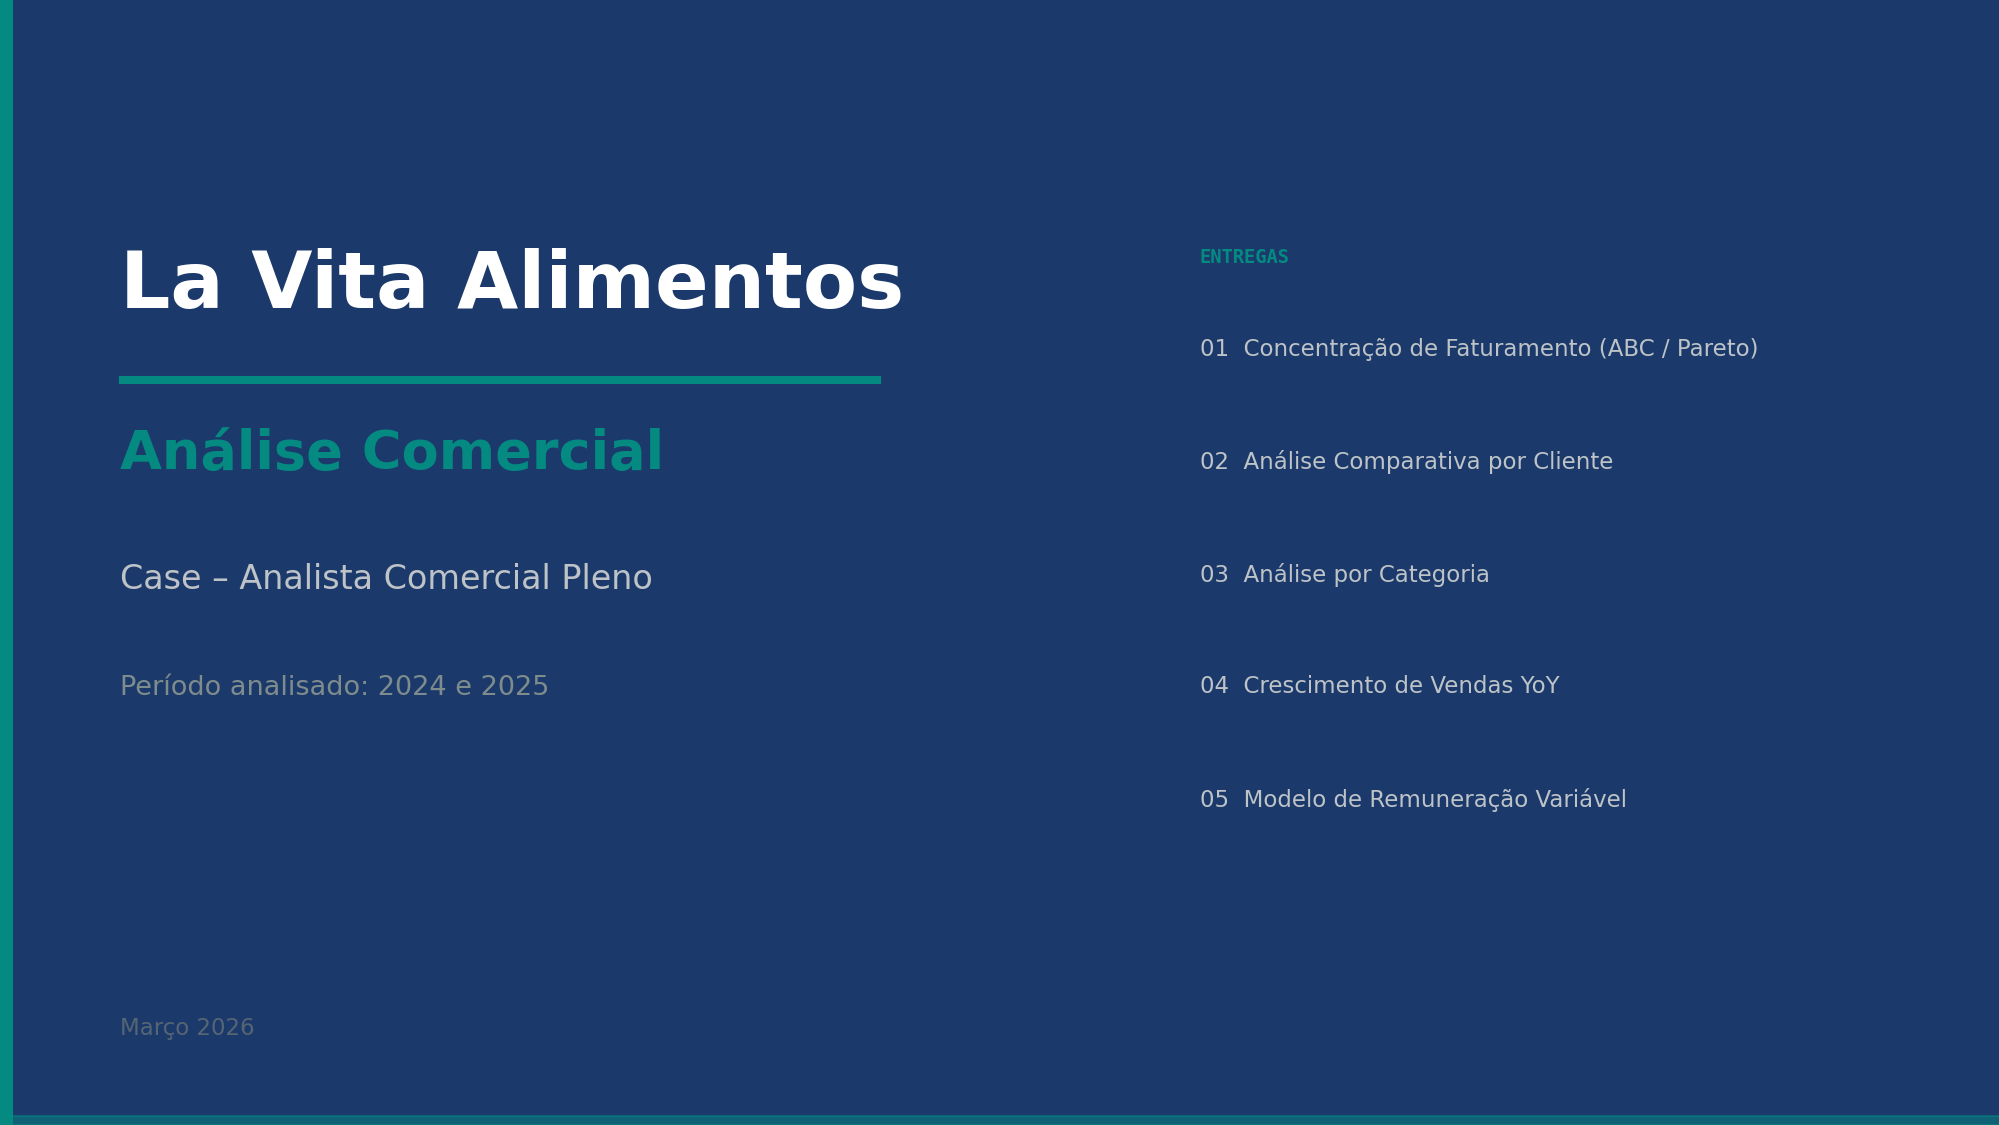 La Vita Alimentos
Análise Comercial
Case – Analista Comercial Pleno
Período analisado: 2024 e 2025
Março 2026
ENTREGAS
01  Concentração de Faturamento (ABC / Pareto)
02  Análise Comparativa por Cliente
03  Análise por Categoria
04  Crescimento de Vendas YoY
05  Modelo de Remuneração Variável